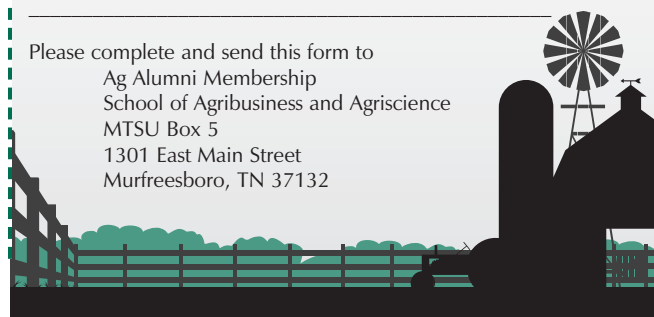 Please complete and send this form to
Ag Alumni Membership
School of Agribusiness and Agriscience
MTSU Box 5
1301 East Main Street
Murfreesboro, TN 37132